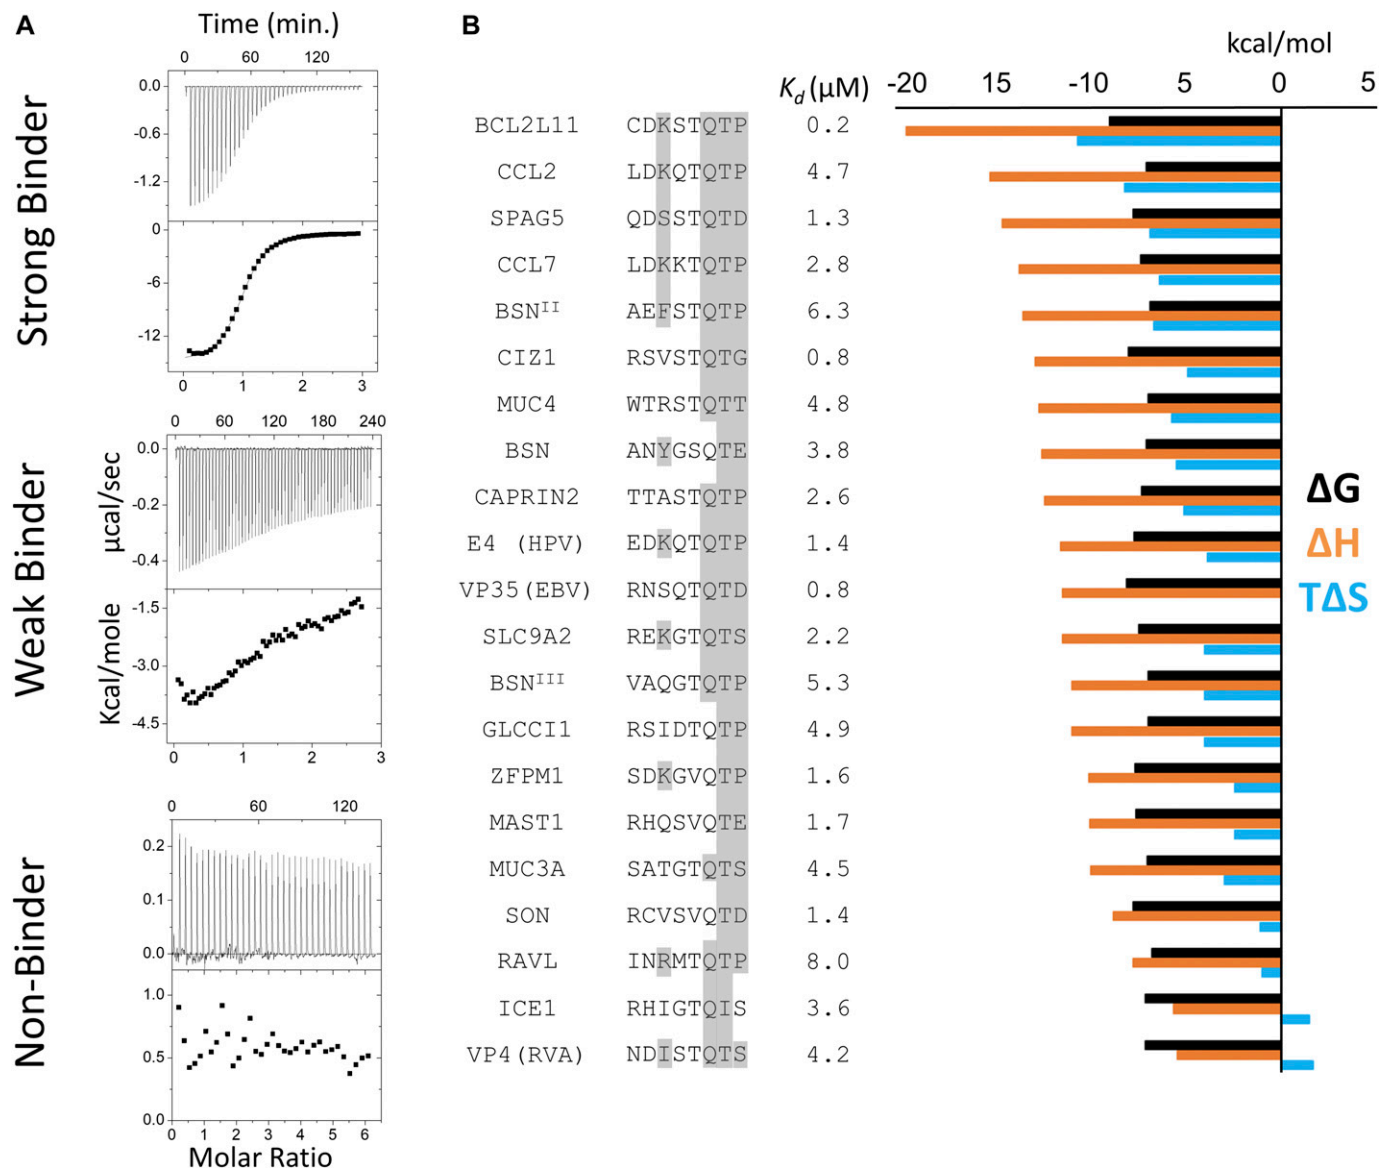 A
Time (min.)
0 60 120
0.0
-0.6
-1.2
0
-6
-12
0 1 2 3
Strong Binder
0 60 120 180 240
0.0
-0.2
-0.4
µcal/sec
-1.5
-3.0
-4.5
Kcal/mole
0 1 2 3
Weak Binder
0 60 120
0.2
0.1
0.0
1.0
0.5
0.0
0 1 2 3 4 5 6
Non-Binder
Molar Ratio
B
kcal/mol
Kd (µM) -20 15 -10 5 0 5
BCL2L11 CDKSTQTP 0.2
CCL2 LDKQTQTP 4.7
SPAG5 QDSSTQTD 1.3
CCL7 LDKKTQTP 2.8
BSNII AEFSTQTP 6.3
CIZ1 RSVSTQTG 0.8
MUC4 WTRSTQTT 4.8
BSN ANYGSQTE 3.8
CAPRIN2 TTASTQTP 2.6
E4 (HPV) EDKQTQTP 1.4
VP35(EBV) RNSQTQTD 0.8
SLC9A2 REKGTQTS 2.2
BSNIII VAQGTQTP 5.3
GLCCI1 RSIDTQTP 4.9
ZFPM1 SDKGVQTP 1.6
MAST1 RHQSVQTE 1.7
MUC3A SATGTQTS 4.5
SON RCVSVQTD 1.4
RAVL INRMTQTP 8.0
ICE1 RHIGTQIS 3.6
VP4(RVA) NDISTQTS 4.2
ΔG
ΔH
TΔS